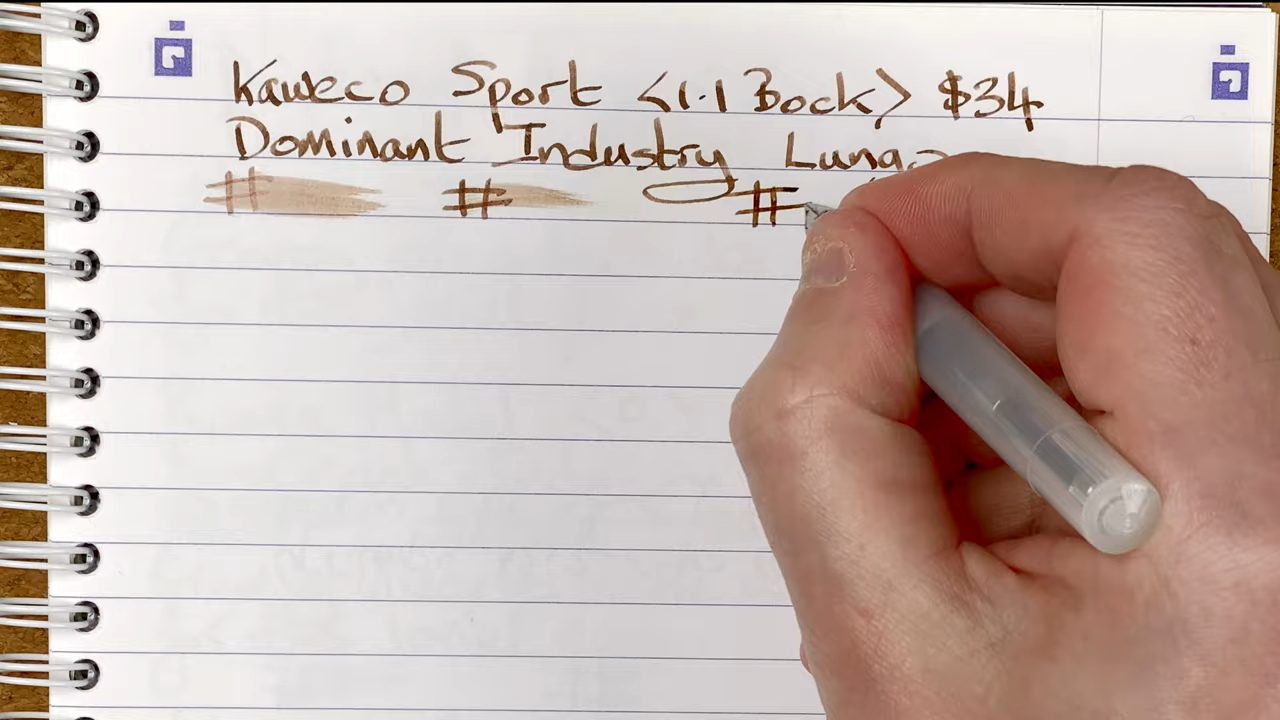 Kaweco Sport <1.1 Bock> $34
Dominant Industry
# # #